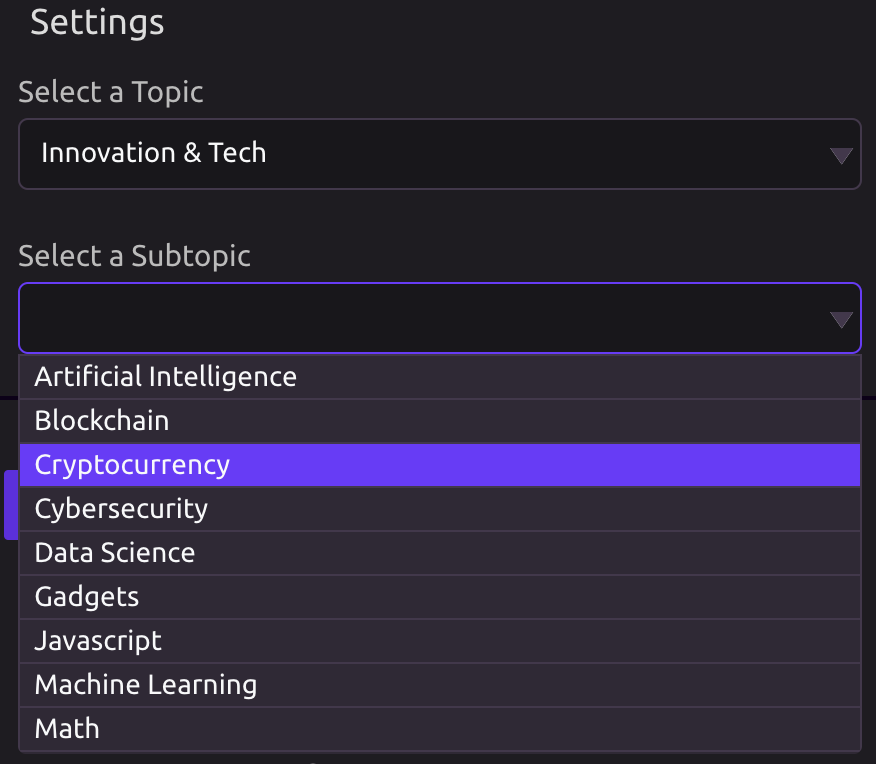 Settings
Select a Topic
Innovation & Tech
Select a Subtopic
Artificial Intelligence
Blockchain
Cryptocurrency
Cybersecurity
Data Science
Gadgets
Javascript
Machine Learning
Math